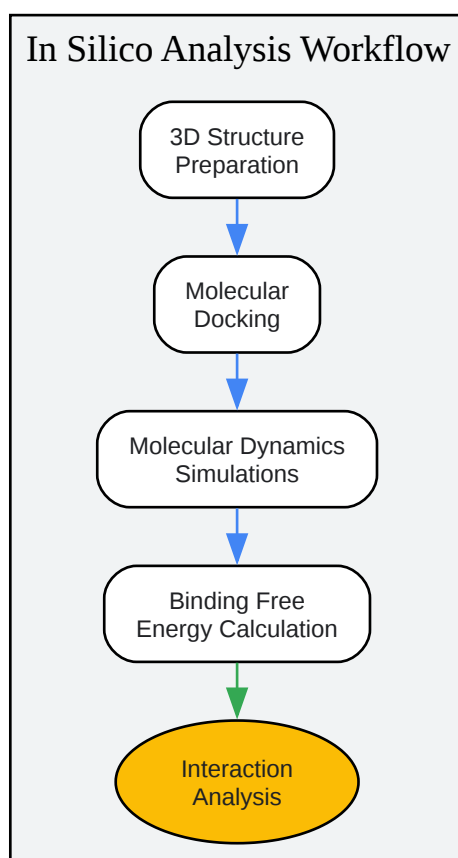 In Silico Analysis Workflow
3D Structure
Preparation
Molecular
Docking
Molecular Dynamics
Simulations
Binding Free
Energy Calculation
Interaction
Analysis